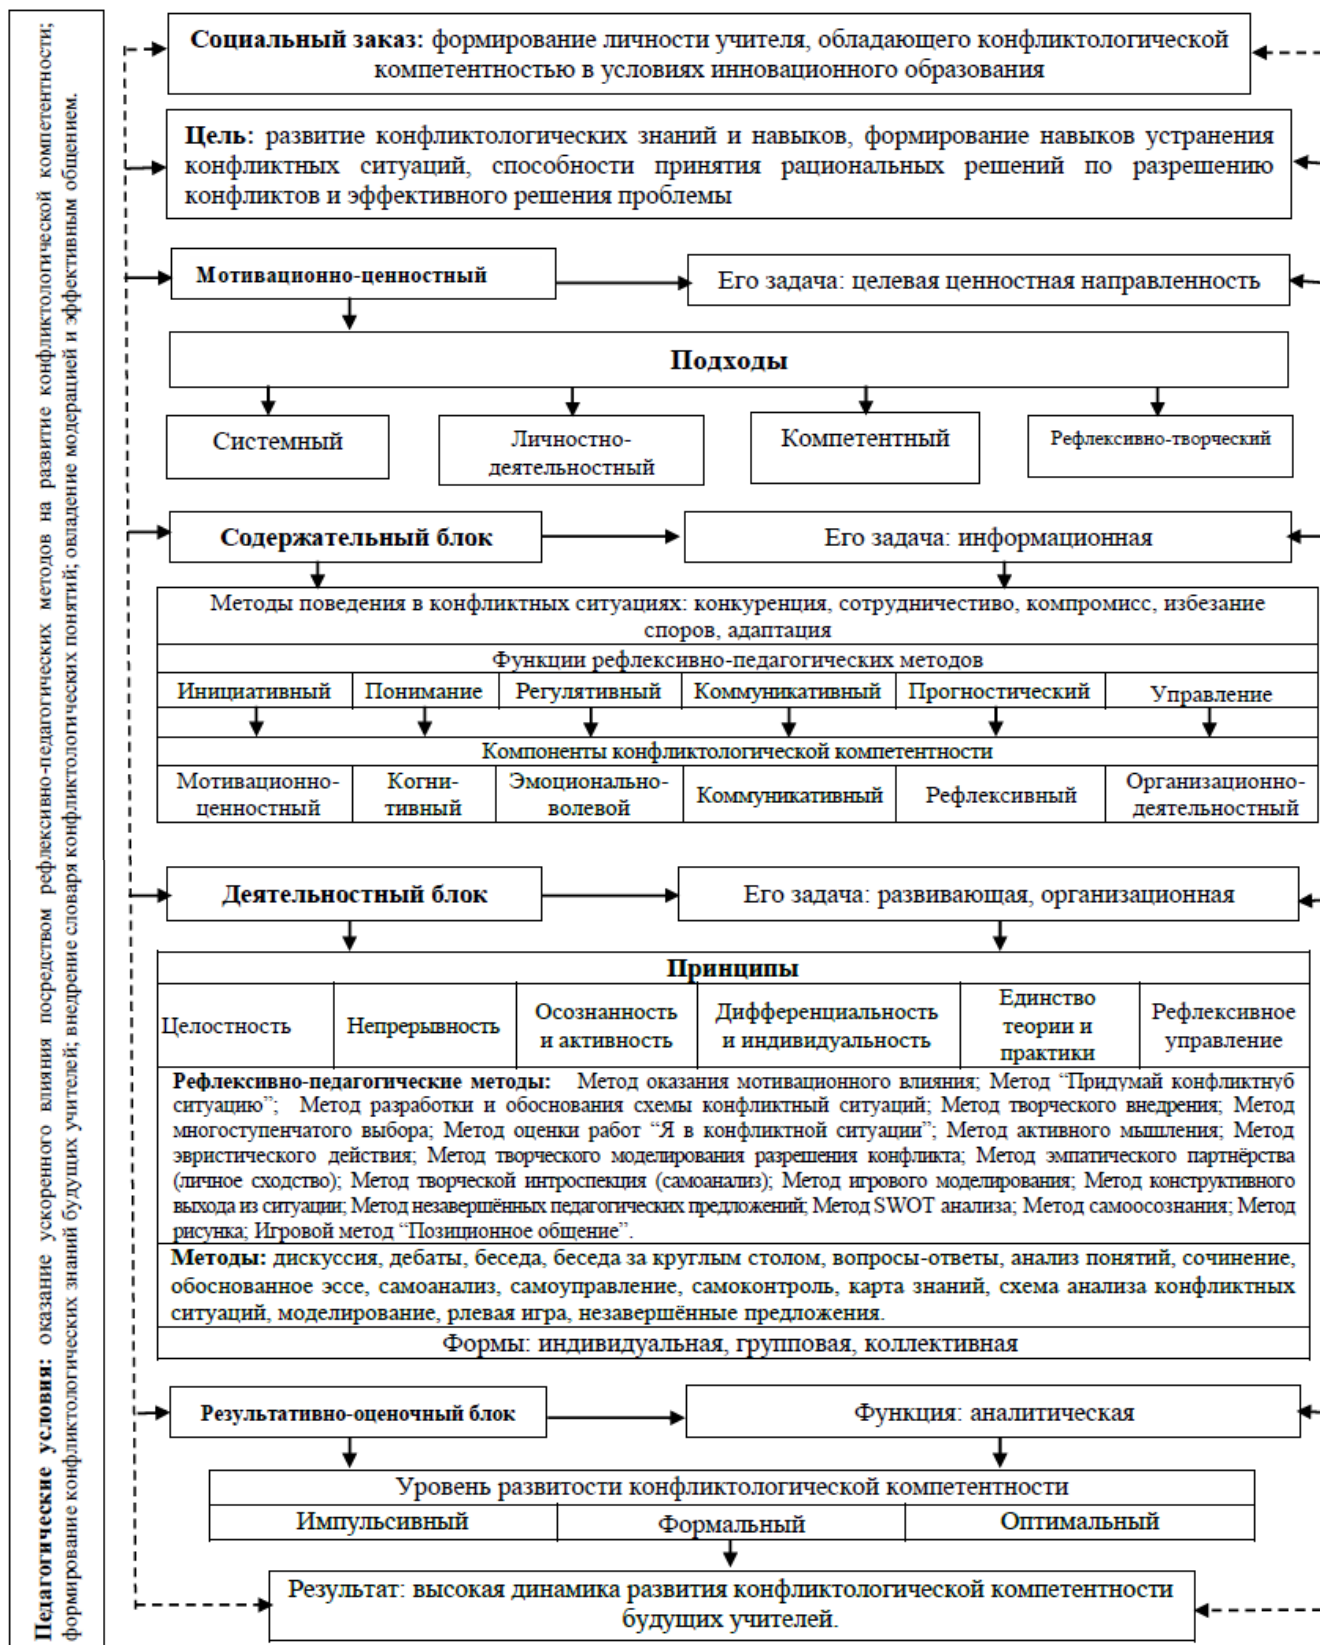 Педагогические условия: оказание ускоренного влияния посредством рефлексивно-педагогических методов на развитие конфликтологической компетентности;
формирование конфликтологических знаний будущих учителей; внедрение словаря конфликтологических понятий; овладение модерацией и эффективным общением.
Социальный заказ: формирование личности учителя, обладающего конфликтологической
компетентностью в условиях инновационного образования
Цель: развитие конфликтологических знаний и навыков, формирование навыков устранения
конфликтных ситуаций, способности принятия рациональных решений по разрешению
конфликтов и эффективного решения проблемы
Мотивационно-ценностный
Его задача: целевая ценностная направленность
Подходы
Системный
Личностно-
деятельностный
Компетентный
Рефлексивно-творческий
Содержательный блок
Его задача: информационная
Методы поведения в конфликтных ситуациях: конкуренция, сотрудничестиво, компромисс, избезание
споров, адаптация
Функции рефлексивно-педагогических методов
Инициативный Понимание Регулятивный Коммуникативный Прогностический Управление
Компоненты конфликтологической компетентности
Мотивационно-
ценностный
Когни-
тивный
Эмоционально-
волевой
Коммуникативный
Рефлексивный
Организационно-
деятельностный
Деятельностный блок
Его задача: развивающая, организационная
Принципы
Целостность
Непрерывность
Осознанность
и активность
Дифференциальность
и индивидуальность
Единство
теории и
практики
Рефлексивное
управление
Рефлексивно-педагогические методы: Метод оказания мотивационного влияния; Метод “Придумай конфликтнуб
ситуацию”; Метод разработки и обоснования схемы конфликтный ситуаций; Метод творческого внедрения; Метод
многоступенчатого выбора; Метод оценки работ “Я в конфликтной ситуации”; Метод активного мышления; Метод
эвристического действия; Метод творческого моделирования разрешения конфликта; Метод эмпатического партнёрства
(личное сходство); Метод творческой интроспекция (самоанализ); Метод игрового моделирования; Метод конструктивного
выхода из ситуации; Метод незавершённых педагогических предложений; Метод SWOT анализа; Метод самоосознания; Метод
рисунка; Игровой метод “Позиционное общение”.
Методы: дискуссия, дебаты, беседа, беседа за круглым столом, вопросы-ответы, анализ понятий, сочинение,
обоснованное эссе, самоанализ, самоуправление, самоконтроль, карта знаний, схема анализа конфликтных
ситуаций, моделирование, рлевая игра, незавершённые предложения.
Формы: индивидуальная, групповая, коллективная
Результативно-оценочный блок
Функция: аналитическая
Уровень развитости конфликтологической компетентности
Импульсивный Формальный Оптимальный
Результат: высокая динамика развития конфликтологической компетентности
будущих учителей.